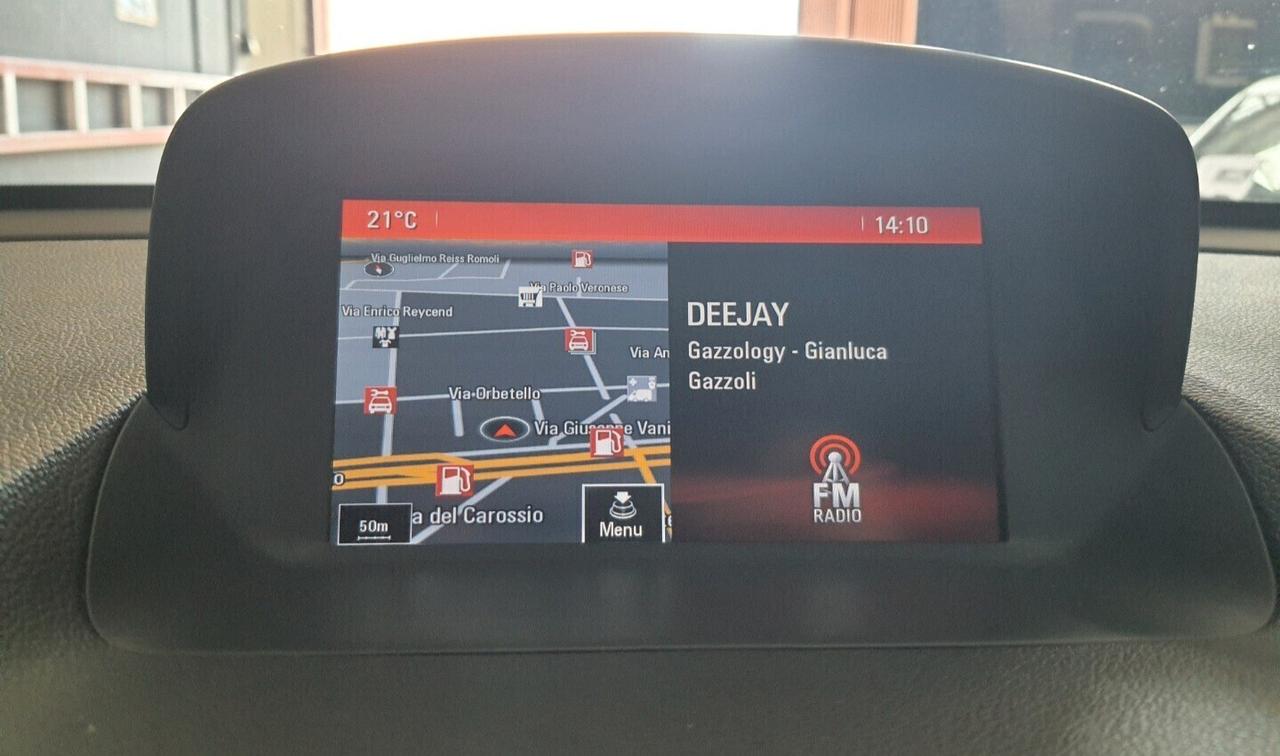 21°C
14:10
Via Guglielmo Reiss Romoli
Via Paolo Veronese
Via Enrico Reycend
Via An
Via Orbetello
Via Giuseppe Vani
a del Carossio
50m
Menu
DEEJAY
Gazzology - Gianluca
Gazzoli
FM
RADIO